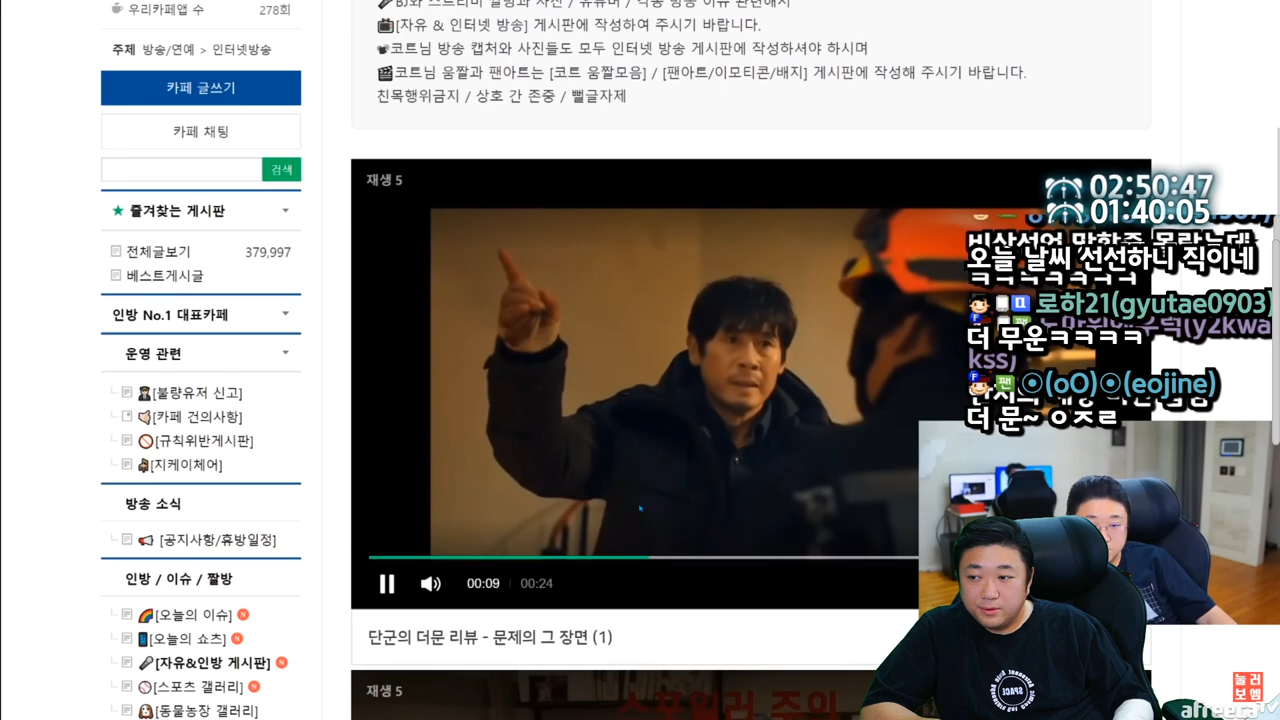 우리카페앱 수 278회
주제 방송/연예 > 인터넷방송
카페 글쓰기
카페 채팅
검색
★ 즐겨찾는 게시판
전체글보기 379,997
베스트게시글
인방 No.1 대표카페
운영 관련
[불량유저 신고]
[카페 건의사항]
[규칙위반게시판]
[지케이체어]
방송 소식
[공지사항/휴방일정]
인방 / 이슈 / 짤방
[오늘의 이슈] N
[오늘의 쇼츠] N
[자유&인방 게시판] N
[스포츠 갤러리] N
[동물농장 갤러리]
[자유 & 인터넷 방송] 게시판에 작성하여 주시기 바랍니다.
코트님 방송 캡처와 사진들도 모두 인터넷 방송 게시판에 작성하셔야 하시며
코트님 움짤과 팬아트는 [코트 움짤모음] / [팬아트/이모티콘/배지] 게시판에 작성해 주시기 바랍니다.
친목행위금지 / 상호 간 존중 / 뻘글자제
재생 5
00:09 00:24
단군의 더문 리뷰 - 문제의 그 장면 (1)
재생 5
스포일러 주의
02:50:47
01:40:05
오늘 날씨 선선하니 직이네
로하21(gyutae0903)
더 무운ㅋㅋㅋㅋ
kss)
팬 ⊙(oO)⊙(eojine)
더 문~ ㅇㅈㄹ
SPACE
눌러
보엠
afreecaTV